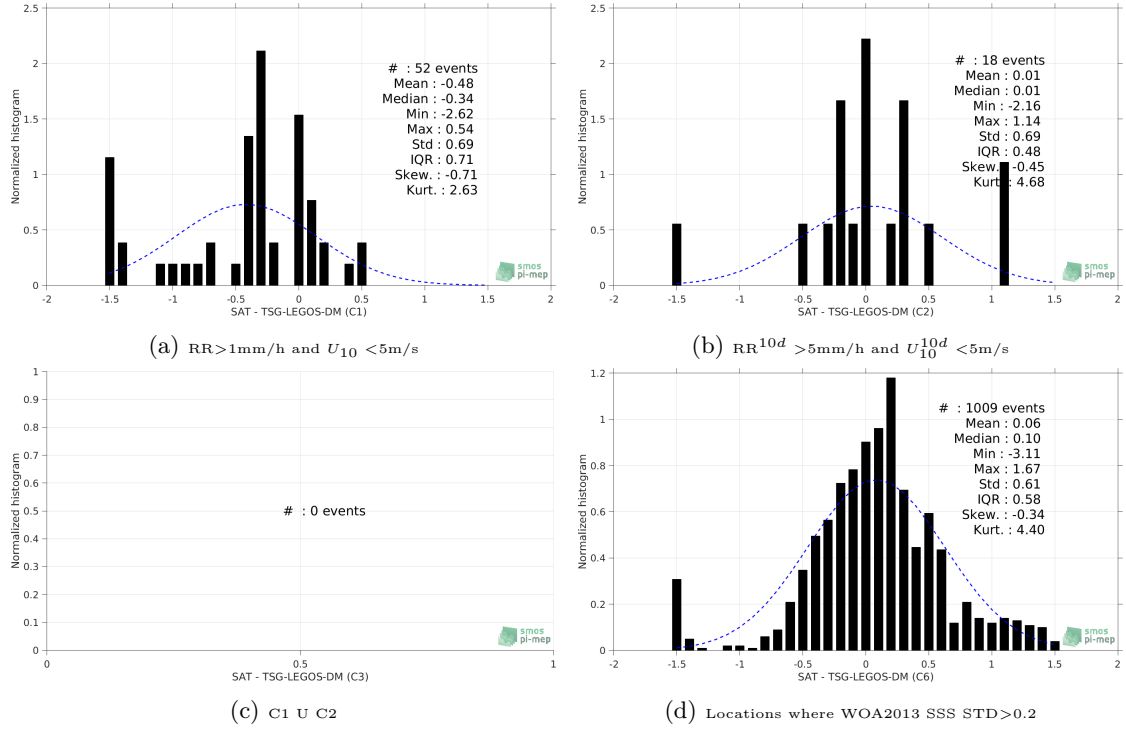 2.5
2
1.5
1
0.5
0
Normalized histogram
# : 52 events
Mean : -0.48
Median : -0.34
Min : -2.62
Max : 0.54
Std : 0.69
IQR : 0.71
Skew. : -0.71
Kurt. : 2.63
smos
pi-mep
-2 -1.5 -1 -0.5 0 0.5 1 1.5 2
SAT - TSG-LEGOS-DM (C1)
(a) RR>1mm/h and U10 <5m/s
2.5
2
1.5
1
0.5
0
Normalized histogram
# : 18 events
Mean : 0.01
Median : 0.01
Min : -2.16
Max : 1.14
Std : 0.69
IQR : 0.48
Skew. : -0.45
Kurt. : 4.68
smos
pi-mep
-2 -1.5 -1 -0.5 0 0.5 1 1.5 2
SAT - TSG-LEGOS-DM (C2)
(b) RR10d >5mm/h and U10d10 <5m/s
1
0.9
0.8
0.7
0.6
0.5
0.4
0.3
0.2
0.1
0
Normalized histogram
# : 0 events
smos
pi-mep
0 0.5 1
SAT - TSG-LEGOS-DM (C3)
(c) C1 U C2
1.2
1
0.8
0.6
0.4
0.2
0
Normalized histogram
# : 1009 events
Mean : 0.06
Median : 0.10
Min : -3.11
Max : 1.67
Std : 0.61
IQR : 0.58
Skew. : -0.34
Kurt. : 4.40
smos
pi-mep
-2 -1.5 -1 -0.5 0 0.5 1 1.5 2
SAT - TSG-LEGOS-DM (C6)
(d) Locations where WOA2013 SSS STD>0.2